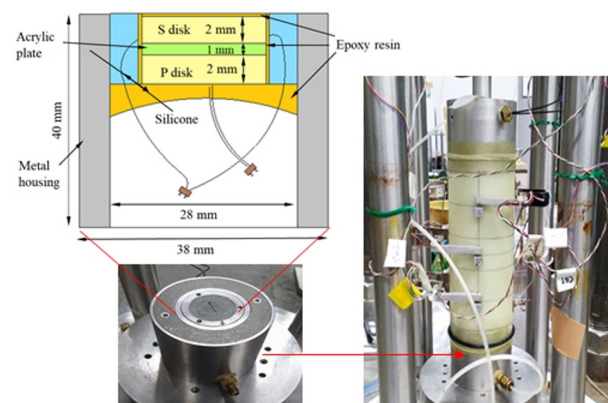 Acrylic
plate
S disk
2 mm
1 mm
P disk
2 mm
Epoxy resin
Silicone
40 mm
Metal
housing
28 mm
38 mm